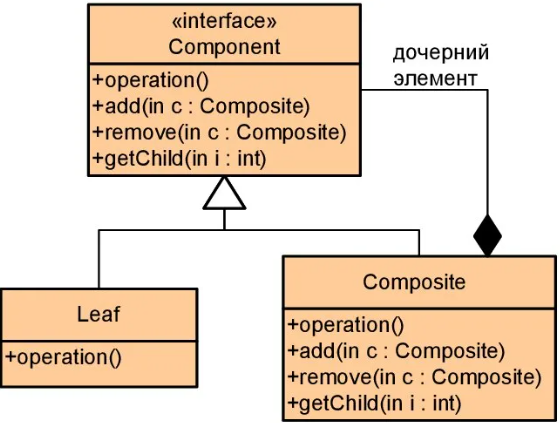 «interface»
Component
+operation()
+add(in c : Composite)
+remove(in c : Composite)
+getChild(in i : int)
дочерний
элемент
Leaf
+operation()
Composite
+operation()
+add(in c : Composite)
+remove(in c : Composite)
+getChild(in i : int)